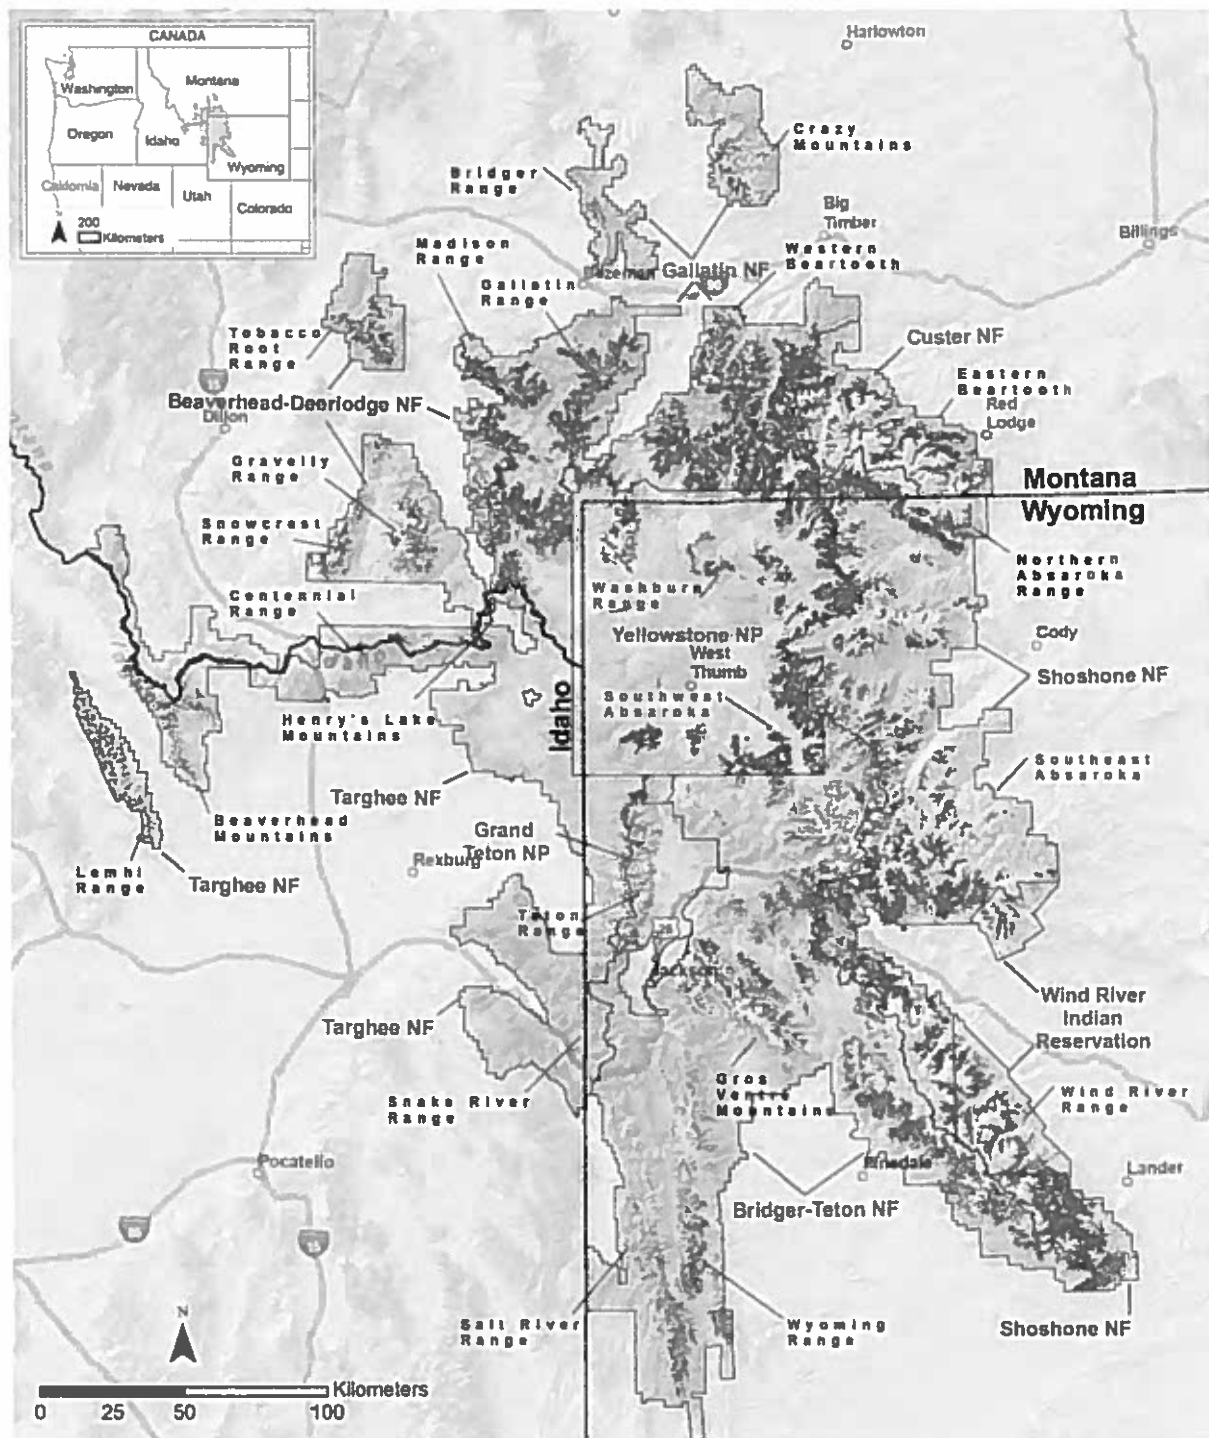 CANADA
Washington
Montana
Oregon
Idaho
Wyoming
California
Nevada
Utah
Colorado
200
Kilometers
Harlowton
Crazy
Mountains
Bridger
Range
Big
Timber
Billings
Madison
Range
Gallatin
Range
Gallatin NF
Western
Beartooth
Tobacco
Root
Range
Custer NF
Eastern
Beartooth
15
Beaverhead-Deerlodge NF
Dillon
Red
Lodge
Gravelly
Range
Montana
Wyoming
Snowcrest
Range
Northern
Absaroka
Range
Washburn
Range
Centennial
Range
Yellowstone NP
West
Thumb
Cody
Idaho
Shoshone NF
Southwest
Absaroka
Henry's Lake
Mountains
Southeast
Absaroka
Targhee NF
Beaverhead
Mountains
Grand
Teton NP
Rexburg
Lemhi
Range
Targhee NF
Teton
Range
Jackson
Wind River
Indian
Reservation
Targhee NF
Gros
Ventre
Mountains
Wind River
Range
Snake River
Range
Pocatello
Pinedale
Lander
Bridger-Teton NF
15
Salt River
Range
Wyoming
Range
Shoshone NF
N
Kilometers
0 25 50 100